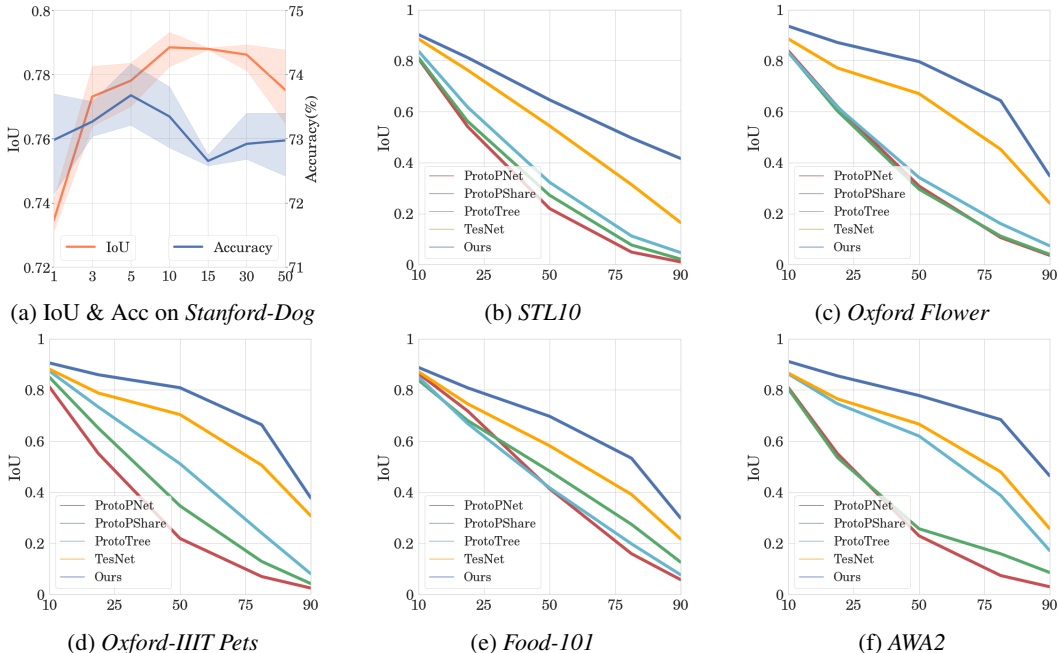 0.8
0.78
0.76
0.74
0.72
IoU
75
74
73
72
71
Accuracy(%)
IoU
Accuracy
1 3 5 10 15 30 50
(a) IoU & Acc on Stanford-Dog
1
0.8
0.6
0.4
0.2
0
IoU
ProtoPNet
ProtoPShare
ProtoTree
TesNet
Ours
10 25 50 75 90
(b) STL10
1
0.8
0.6
0.4
0.2
0
IoU
ProtoPNet
ProtoPShare
ProtoTree
TesNet
Ours
10 25 50 75 90
(c) Oxford Flower
1
0.8
0.6
0.4
0.2
0
IoU
ProtoPNet
ProtoPShare
ProtoTree
TesNet
Ours
10 25 50 75 90
(d) Oxford-IIIT Pets
1
0.8
0.6
0.4
0.2
0
IoU
ProtoPNet
ProtoPShare
ProtoTree
TesNet
Ours
10 25 50 75 90
(e) Food-101
1
0.8
0.6
0.4
0.2
0
IoU
ProtoPNet
ProtoPShare
ProtoTree
TesNet
Ours
10 25 50 75 90
(f) AWA2